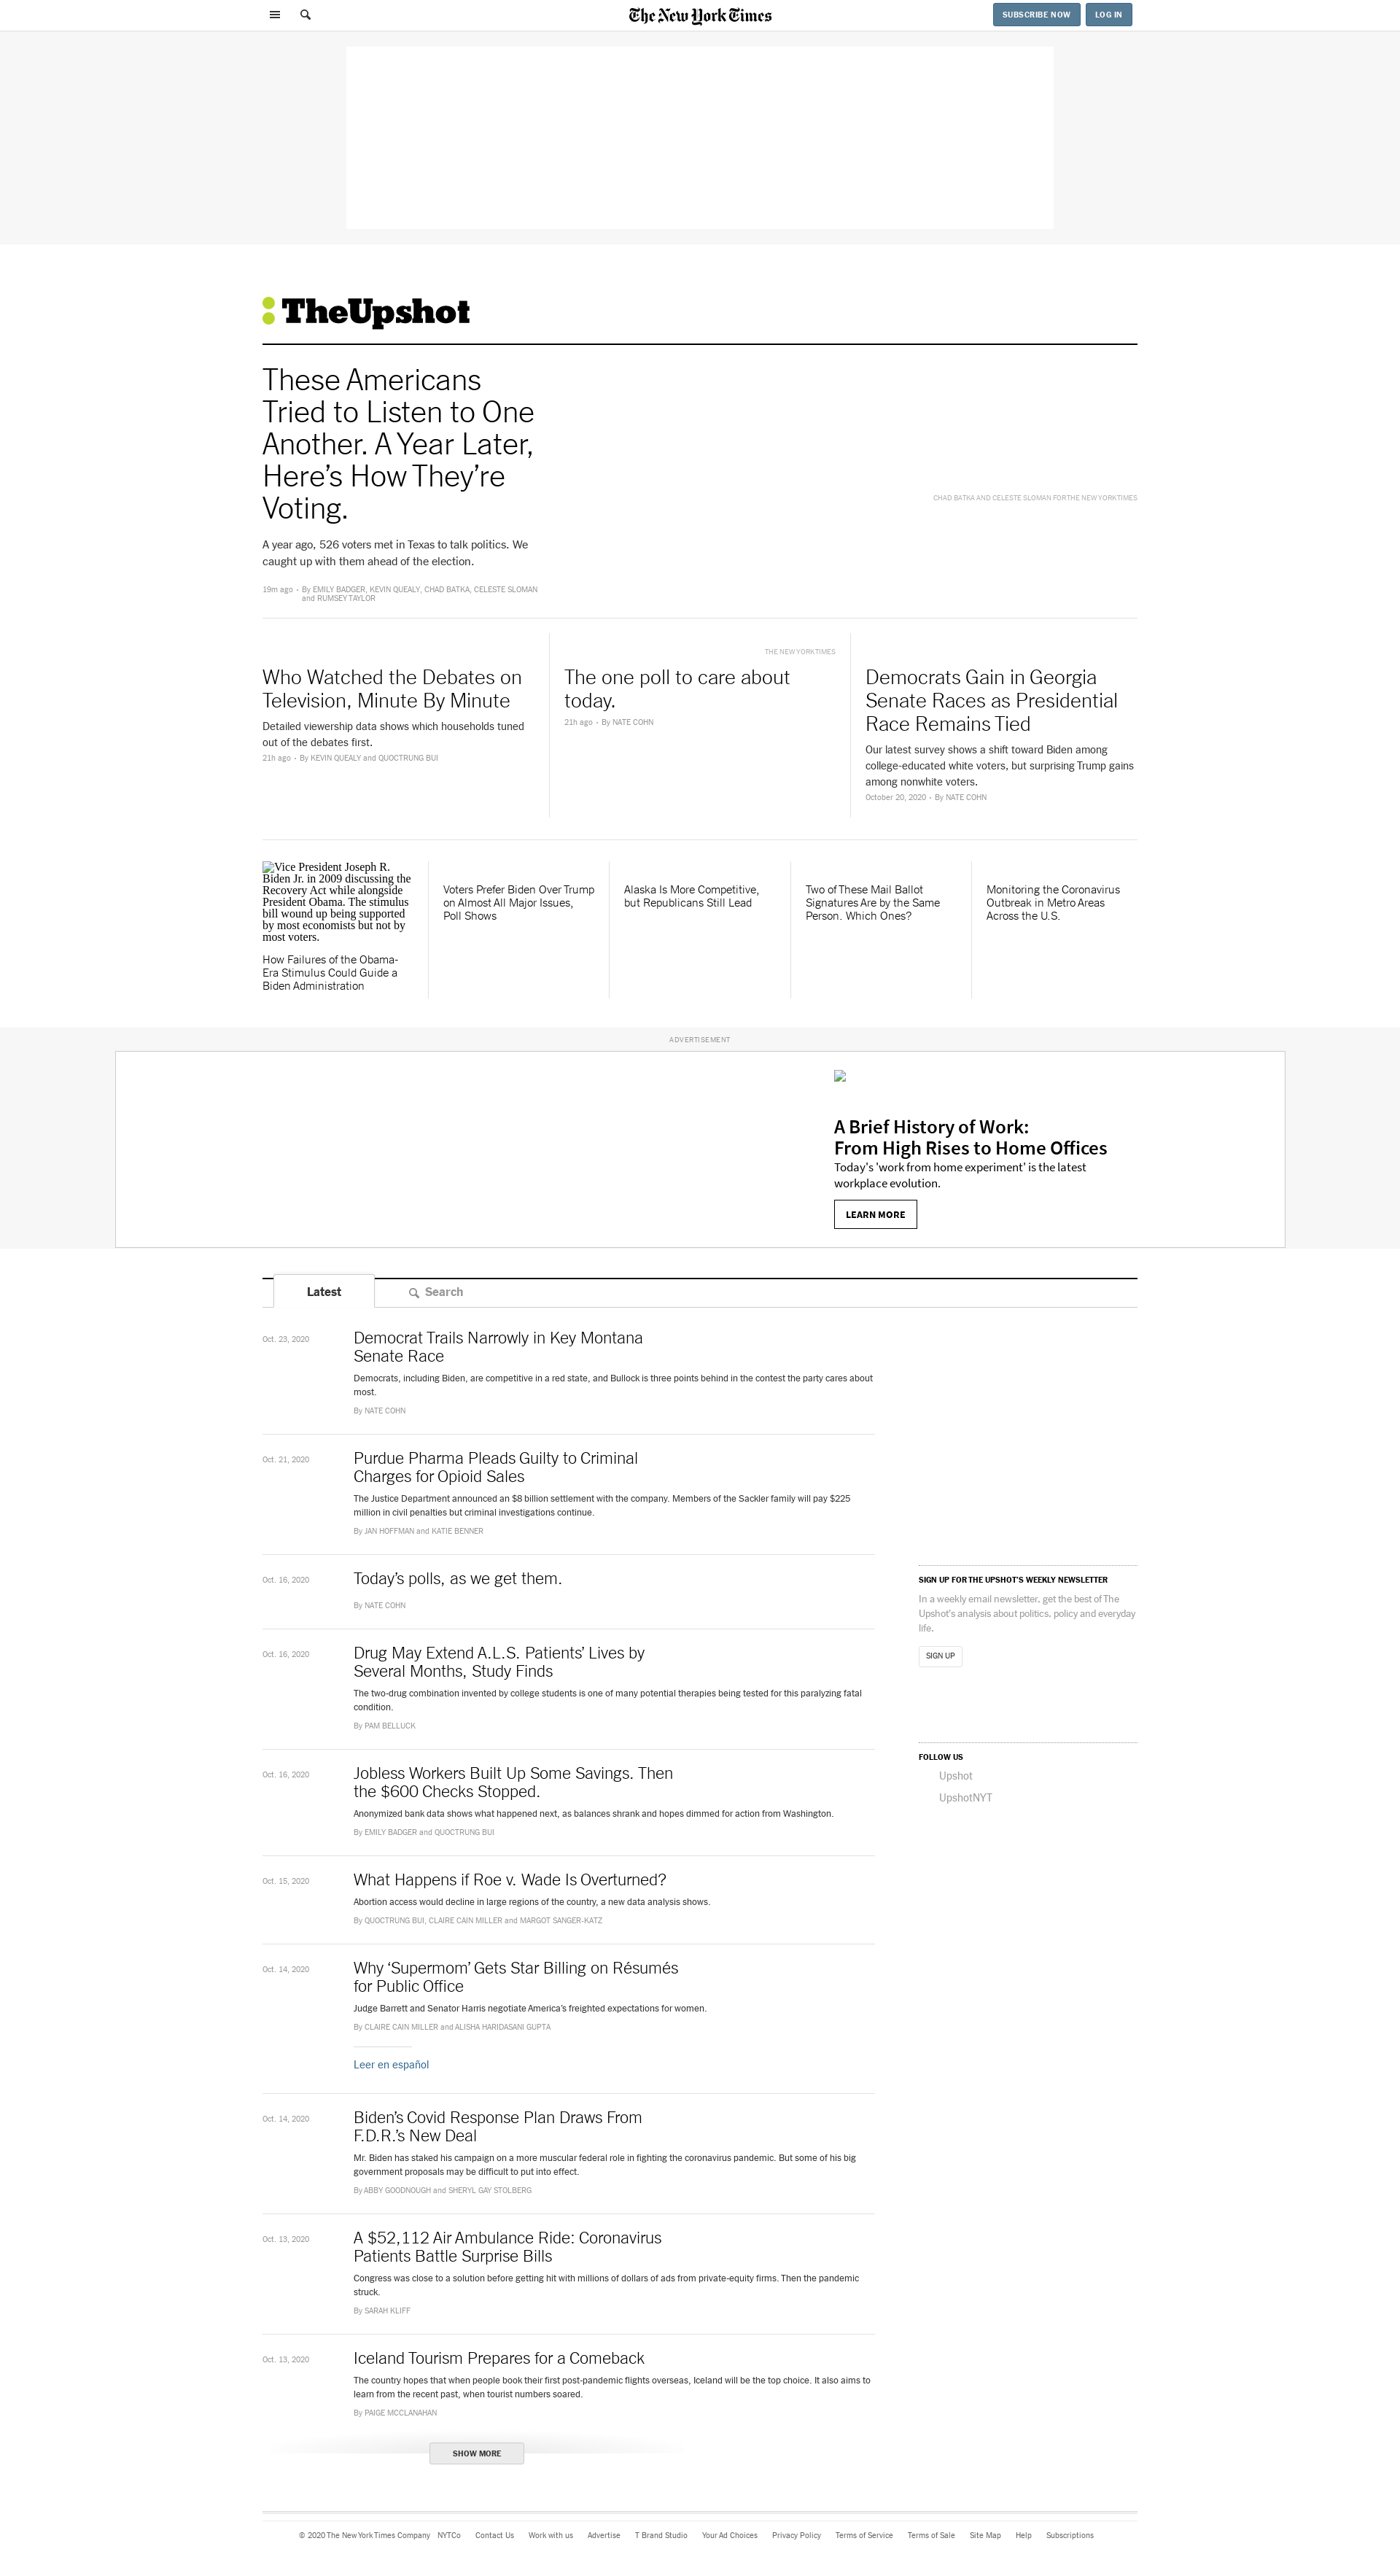 The New York Times
SUBSCRIBE NOW
LOG IN
TheUpshot
These Americans
Tried to Listen to One
Another. A Year Later,
Here’s How They’re
Voting.
A year ago, 526 voters met in Texas to talk politics. We
caught up with them ahead of the election.
19m ago • By EMILY BADGER, KEVIN QUEALY, CHAD BATKA, CELESTE SLOMAN
and RUMSEY TAYLOR
CHAD BATKA AND CELESTE SLOMAN FOR THE NEW YORK TIMES
Who Watched the Debates on
Television, Minute By Minute
Detailed viewership data shows which households tuned
out of the debates first.
21h ago • By KEVIN QUEALY and QUOCTRUNG BUI
THE NEW YORK TIMES
The one poll to care about
today.
21h ago • By NATE COHN
Democrats Gain in Georgia
Senate Races as Presidential
Race Remains Tied
Our latest survey shows a shift toward Biden among
college-educated white voters, but surprising Trump gains
among nonwhite voters.
October 20, 2020 • By NATE COHN
Vice President Joseph R.
Biden Jr. in 2009 discussing the
Recovery Act while alongside
President Obama. The stimulus
bill wound up being supported
by most economists but not by
most voters.
How Failures of the Obama-
Era Stimulus Could Guide a
Biden Administration
Voters Prefer Biden Over Trump
on Almost All Major Issues,
Poll Shows
Alaska Is More Competitive,
but Republicans Still Lead
Two of These Mail Ballot
Signatures Are by the Same
Person. Which Ones?
Monitoring the Coronavirus
Outbreak in Metro Areas
Across the U.S.
ADVERTISEMENT
A Brief History of Work:
From High Rises to Home Offices
Today's 'work from home experiment' is the latest
workplace evolution.
LEARN MORE
Latest
Search
Oct. 23, 2020
Democrat Trails Narrowly in Key Montana
Senate Race
Democrats, including Biden, are competitive in a red state, and Bullock is three points behind in the contest the party cares about
most.
By NATE COHN
Oct. 21, 2020
Purdue Pharma Pleads Guilty to Criminal
Charges for Opioid Sales
The Justice Department announced an $8 billion settlement with the company. Members of the Sackler family will pay $225
million in civil penalties but criminal investigations continue.
By JAN HOFFMAN and KATIE BENNER
Oct. 16, 2020
Today’s polls, as we get them.
By NATE COHN
Oct. 16, 2020
Drug May Extend A.L.S. Patients’ Lives by
Several Months, Study Finds
The two-drug combination invented by college students is one of many potential therapies being tested for this paralyzing fatal
condition.
By PAM BELLUCK
Oct. 16, 2020
Jobless Workers Built Up Some Savings. Then
the $600 Checks Stopped.
Anonymized bank data shows what happened next, as balances shrank and hopes dimmed for action from Washington.
By EMILY BADGER and QUOCTRUNG BUI
Oct. 15, 2020
What Happens if Roe v. Wade Is Overturned?
Abortion access would decline in large regions of the country, a new data analysis shows.
By QUOCTRUNG BUI, CLAIRE CAIN MILLER and MARGOT SANGER-KATZ
Oct. 14, 2020
Why ‘Supermom’ Gets Star Billing on Résumés
for Public Office
Judge Barrett and Senator Harris negotiate America’s freighted expectations for women.
By CLAIRE CAIN MILLER and ALISHA HARIDASANI GUPTA
Leer en español
Oct. 14, 2020
Biden’s Covid Response Plan Draws From
F.D.R.’s New Deal
Mr. Biden has staked his campaign on a more muscular federal role in fighting the coronavirus pandemic. But some of his big
government proposals may be difficult to put into effect.
By ABBY GOODNOUGH and SHERYL GAY STOLBERG
Oct. 13, 2020
A $52,112 Air Ambulance Ride: Coronavirus
Patients Battle Surprise Bills
Congress was close to a solution before getting hit with millions of dollars of ads from private-equity firms. Then the pandemic
struck.
By SARAH KLIFF
Oct. 13, 2020
Iceland Tourism Prepares for a Comeback
The country hopes that when people book their first post-pandemic flights overseas, Iceland will be the top choice. It also aims to
learn from the recent past, when tourist numbers soared.
By PAIGE MCCLANAHAN
SHOW MORE
SIGN UP FOR THE UPSHOT'S WEEKLY NEWSLETTER
In a weekly email newsletter, get the best of The
Upshot's analysis about politics, policy and everyday
life.
SIGN UP
FOLLOW US
Upshot
UpshotNYT
© 2020 The New York Times Company NYTCo Contact Us Work with us Advertise T Brand Studio Your Ad Choices Privacy Policy Terms of Service Terms of Sale Site Map Help Subscriptions